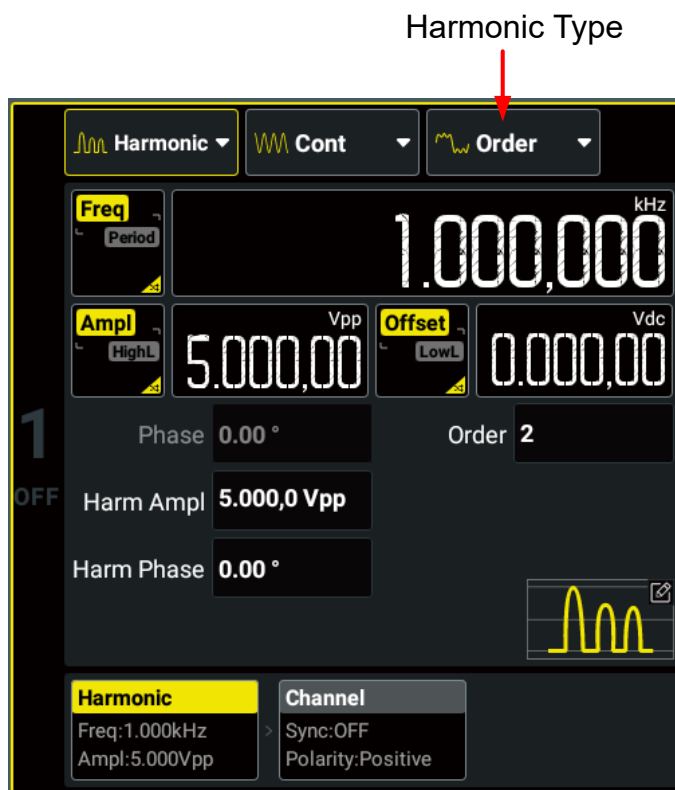 Harmonic Type
Harmonic Cont Order
Freq Period 1.000,000 kHz
Ampl HighL 5.000,00 Vpp Offset LowL 0.000,00 Vdc
1
OFF
Phase 0.00 ° Order 2
Harm Ampl 5.000,0 Vpp
Harm Phase 0.00 °
Harmonic
Freq:1.000kHz
Ampl:5.000Vpp
>
Channel
Sync:OFF
Polarity:Positive